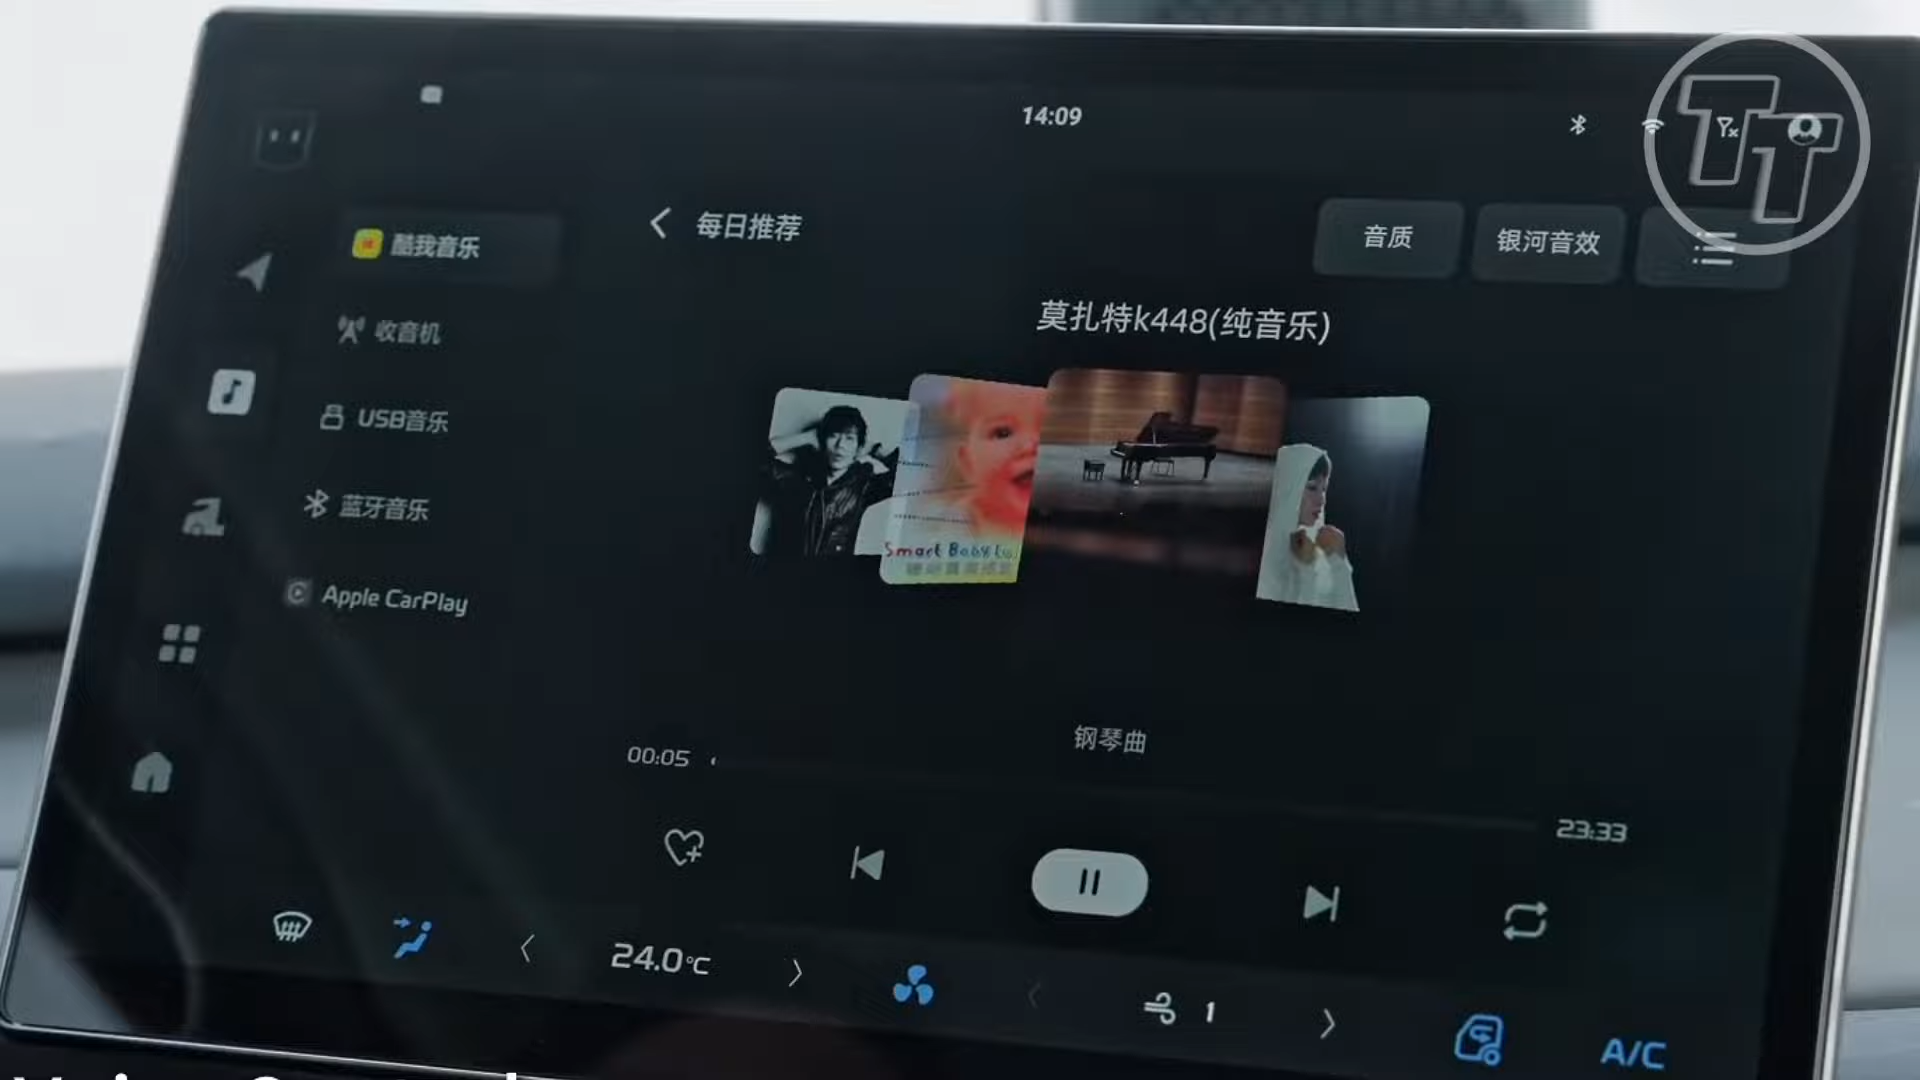 14:09
TT
酷我音乐
每日推荐
音质
银河音效
收音机
莫扎特k448(纯音乐)
USB音乐
蓝牙音乐
Smart Baby
Apple CarPlay
钢琴曲
00:05
23:33
24.0℃
1
A/C